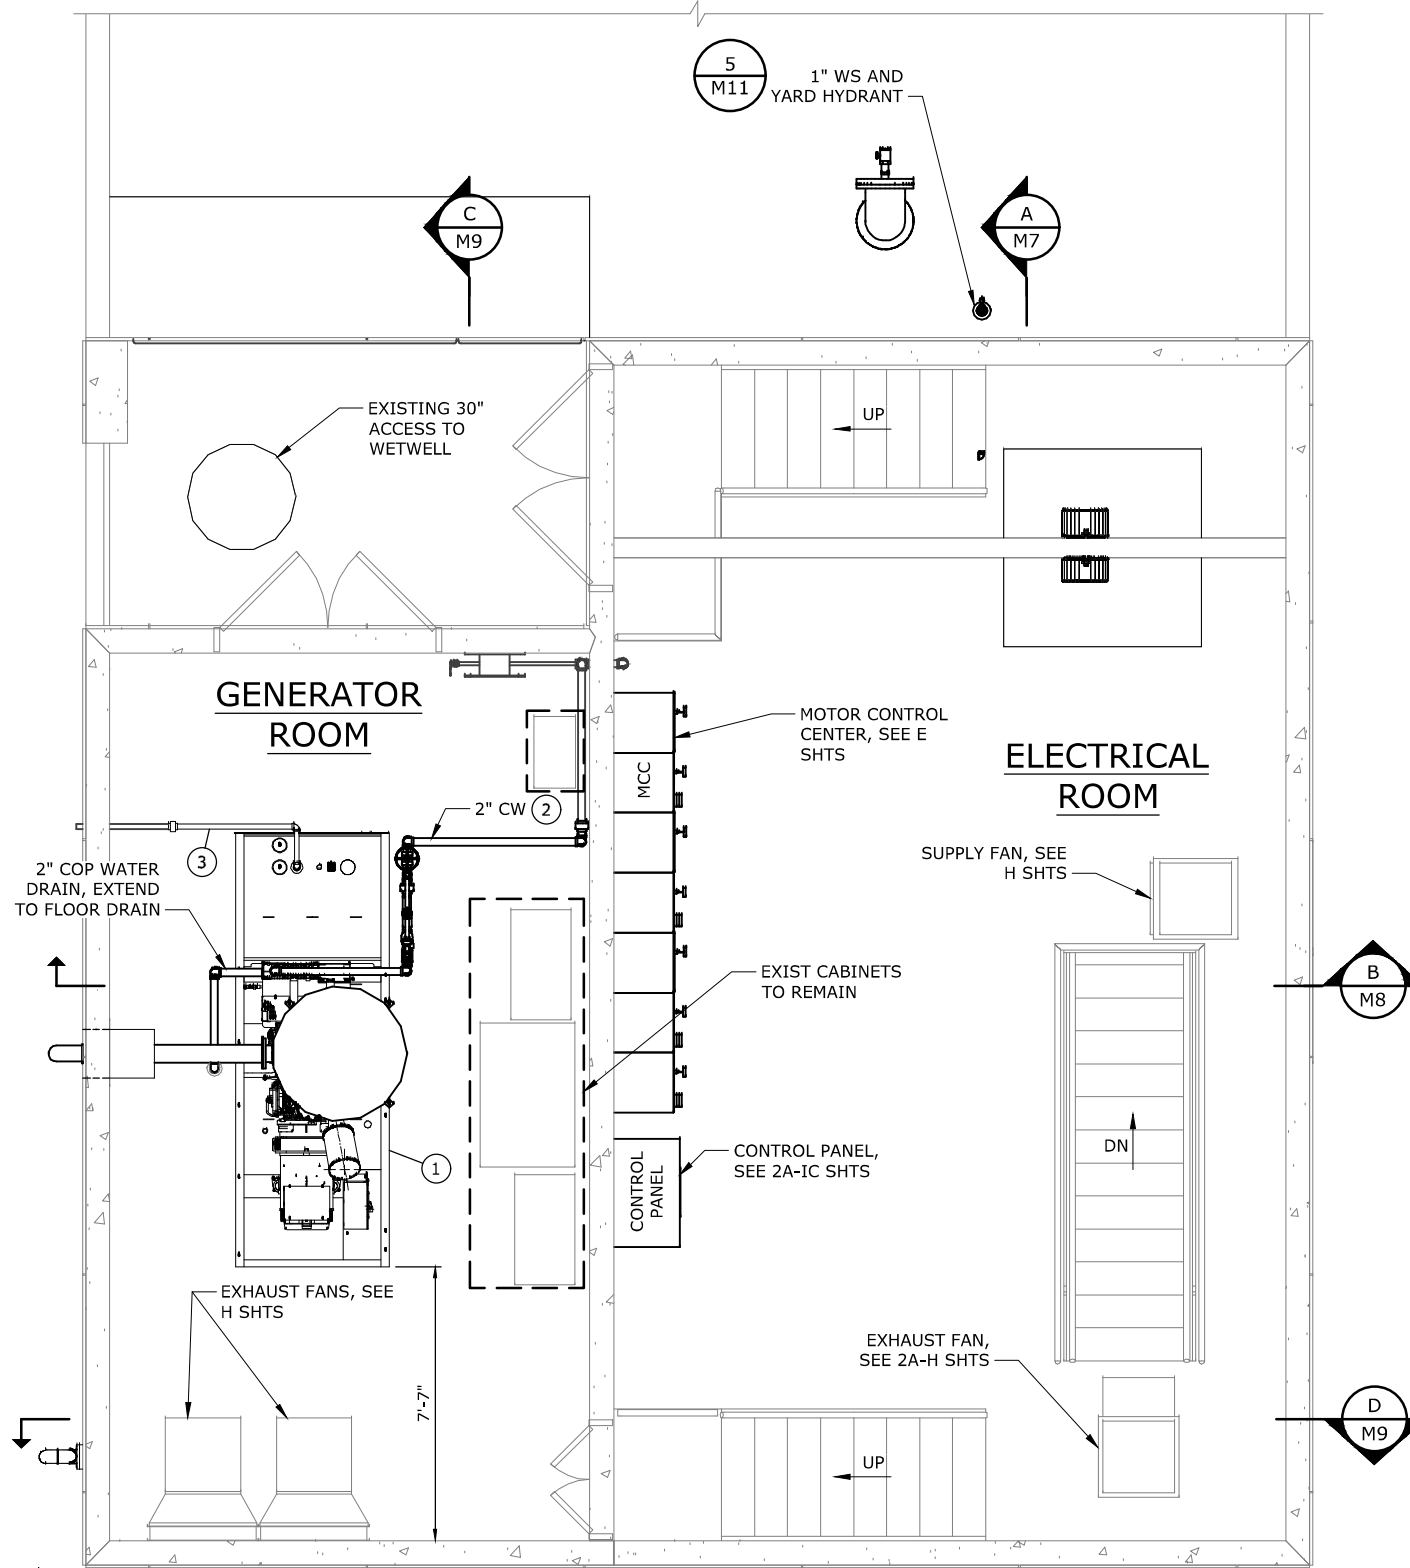 5
M11
1" WS AND
YARD HYDRANT
C
M9
A
M7
EXISTING 30"
ACCESS TO
WETWELL
UP
GENERATOR
ROOM
MOTOR CONTROL
CENTER, SEE E
SHTS
ELECTRICAL
ROOM
MCC
2" CW 2
3
2" COP WATER
DRAIN, EXTEND
TO FLOOR DRAIN
SUPPLY FAN, SEE
H SHTS
EXIST CABINETS
TO REMAIN
B
M8
DN
CONTROL PANEL,
SEE 2A-IC SHTS
CONTROL
PANEL
1
EXHAUST FANS, SEE
H SHTS
7'-7"
EXHAUST FAN,
SEE 2A-H SHTS
D
M9
UP